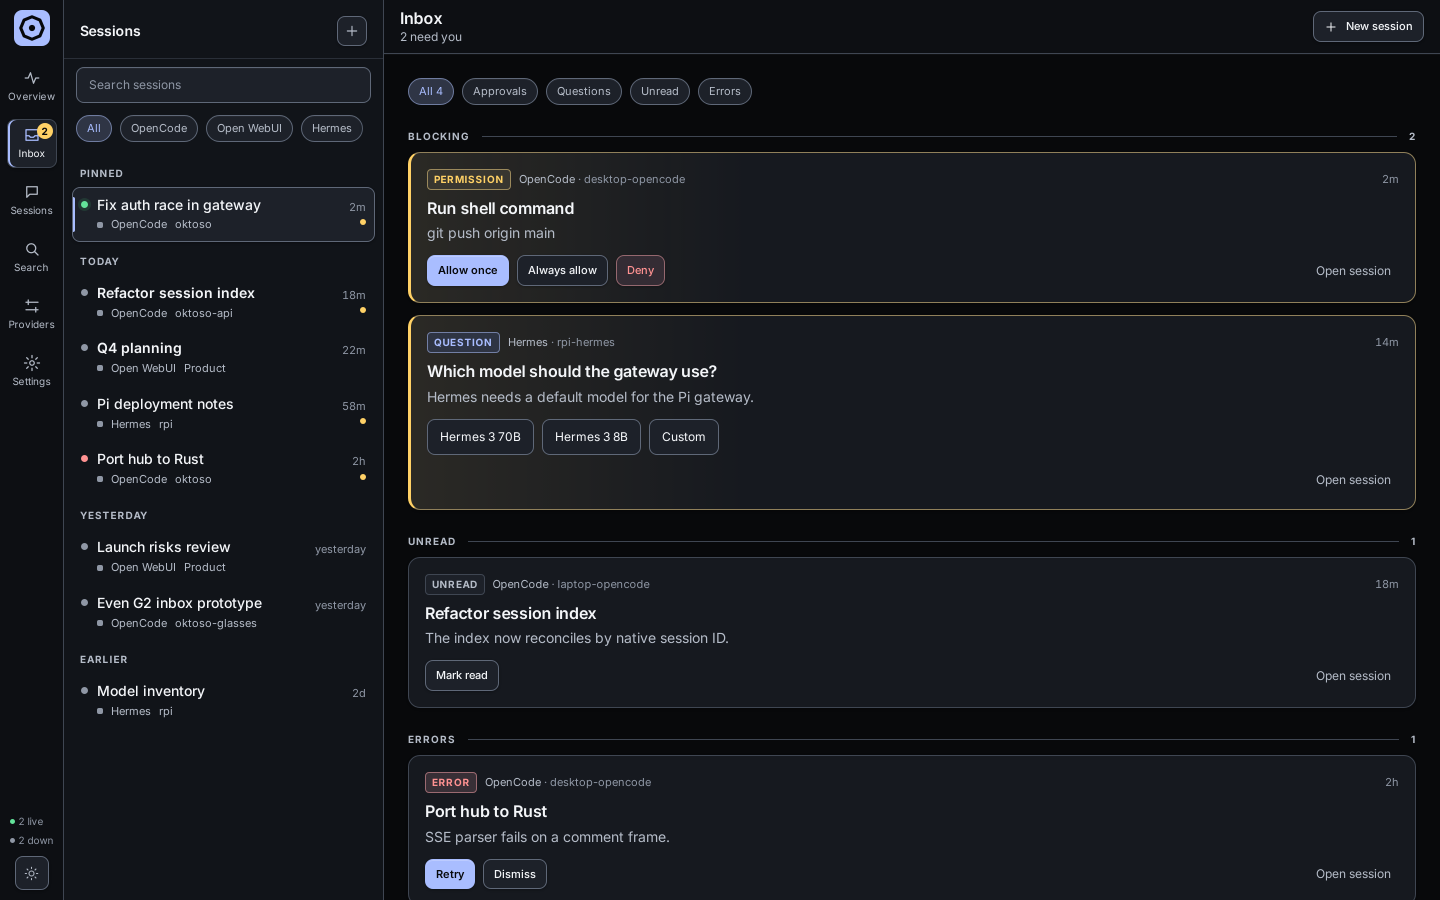 Overview
2
Inbox
Sessions
Search
Providers
Settings
2 live
2 down
Sessions
Search sessions
All
OpenCode
Open WebUI
Hermes
PINNED
Fix auth race in gateway
2m
OpenCode oktoso
TODAY
Refactor session index
18m
OpenCode oktoso-api
Q4 planning
22m
Open WebUI Product
Pi deployment notes
58m
Hermes rpi
Port hub to Rust
2h
OpenCode oktoso
YESTERDAY
Launch risks review
yesterday
Open WebUI Product
Even G2 inbox prototype
yesterday
OpenCode oktoso-glasses
EARLIER
Model inventory
2d
Hermes rpi
Inbox
2 need you
New session
All 4
Approvals
Questions
Unread
Errors
BLOCKING
2
PERMISSION OpenCode · desktop-opencode
2m
Run shell command
git push origin main
Allow once
Always allow
Deny
Open session
QUESTION Hermes · rpi-hermes
14m
Which model should the gateway use?
Hermes needs a default model for the Pi gateway.
Hermes 3 70B
Hermes 3 8B
Custom
Open session
UNREAD
1
UNREAD OpenCode · laptop-opencode
18m
Refactor session index
The index now reconciles by native session ID.
Mark read
Open session
ERRORS
1
ERROR OpenCode · desktop-opencode
2h
Port hub to Rust
SSE parser fails on a comment frame.
Retry
Dismiss
Open session